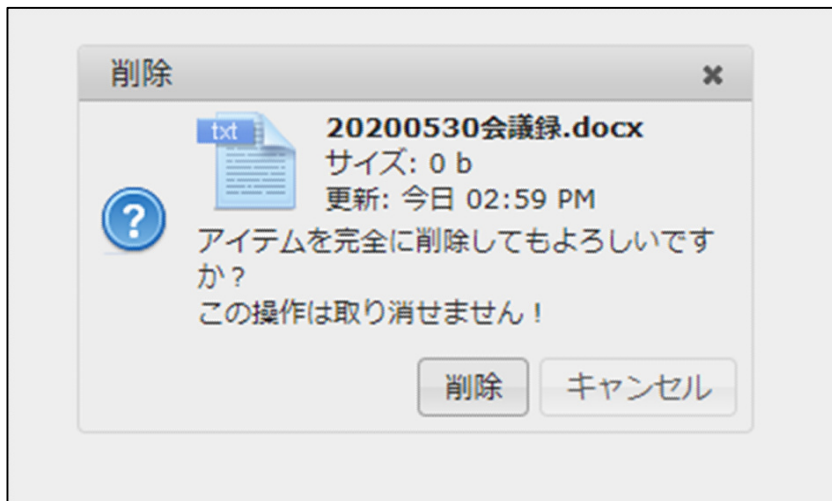 削除
txt
20200530会議録.docx
サイズ: 0 b
更新: 今日 02:59 PM
アイテムを完全に削除してもよろしいです
か？
この操作は取り消せません！
削除
キャンセル